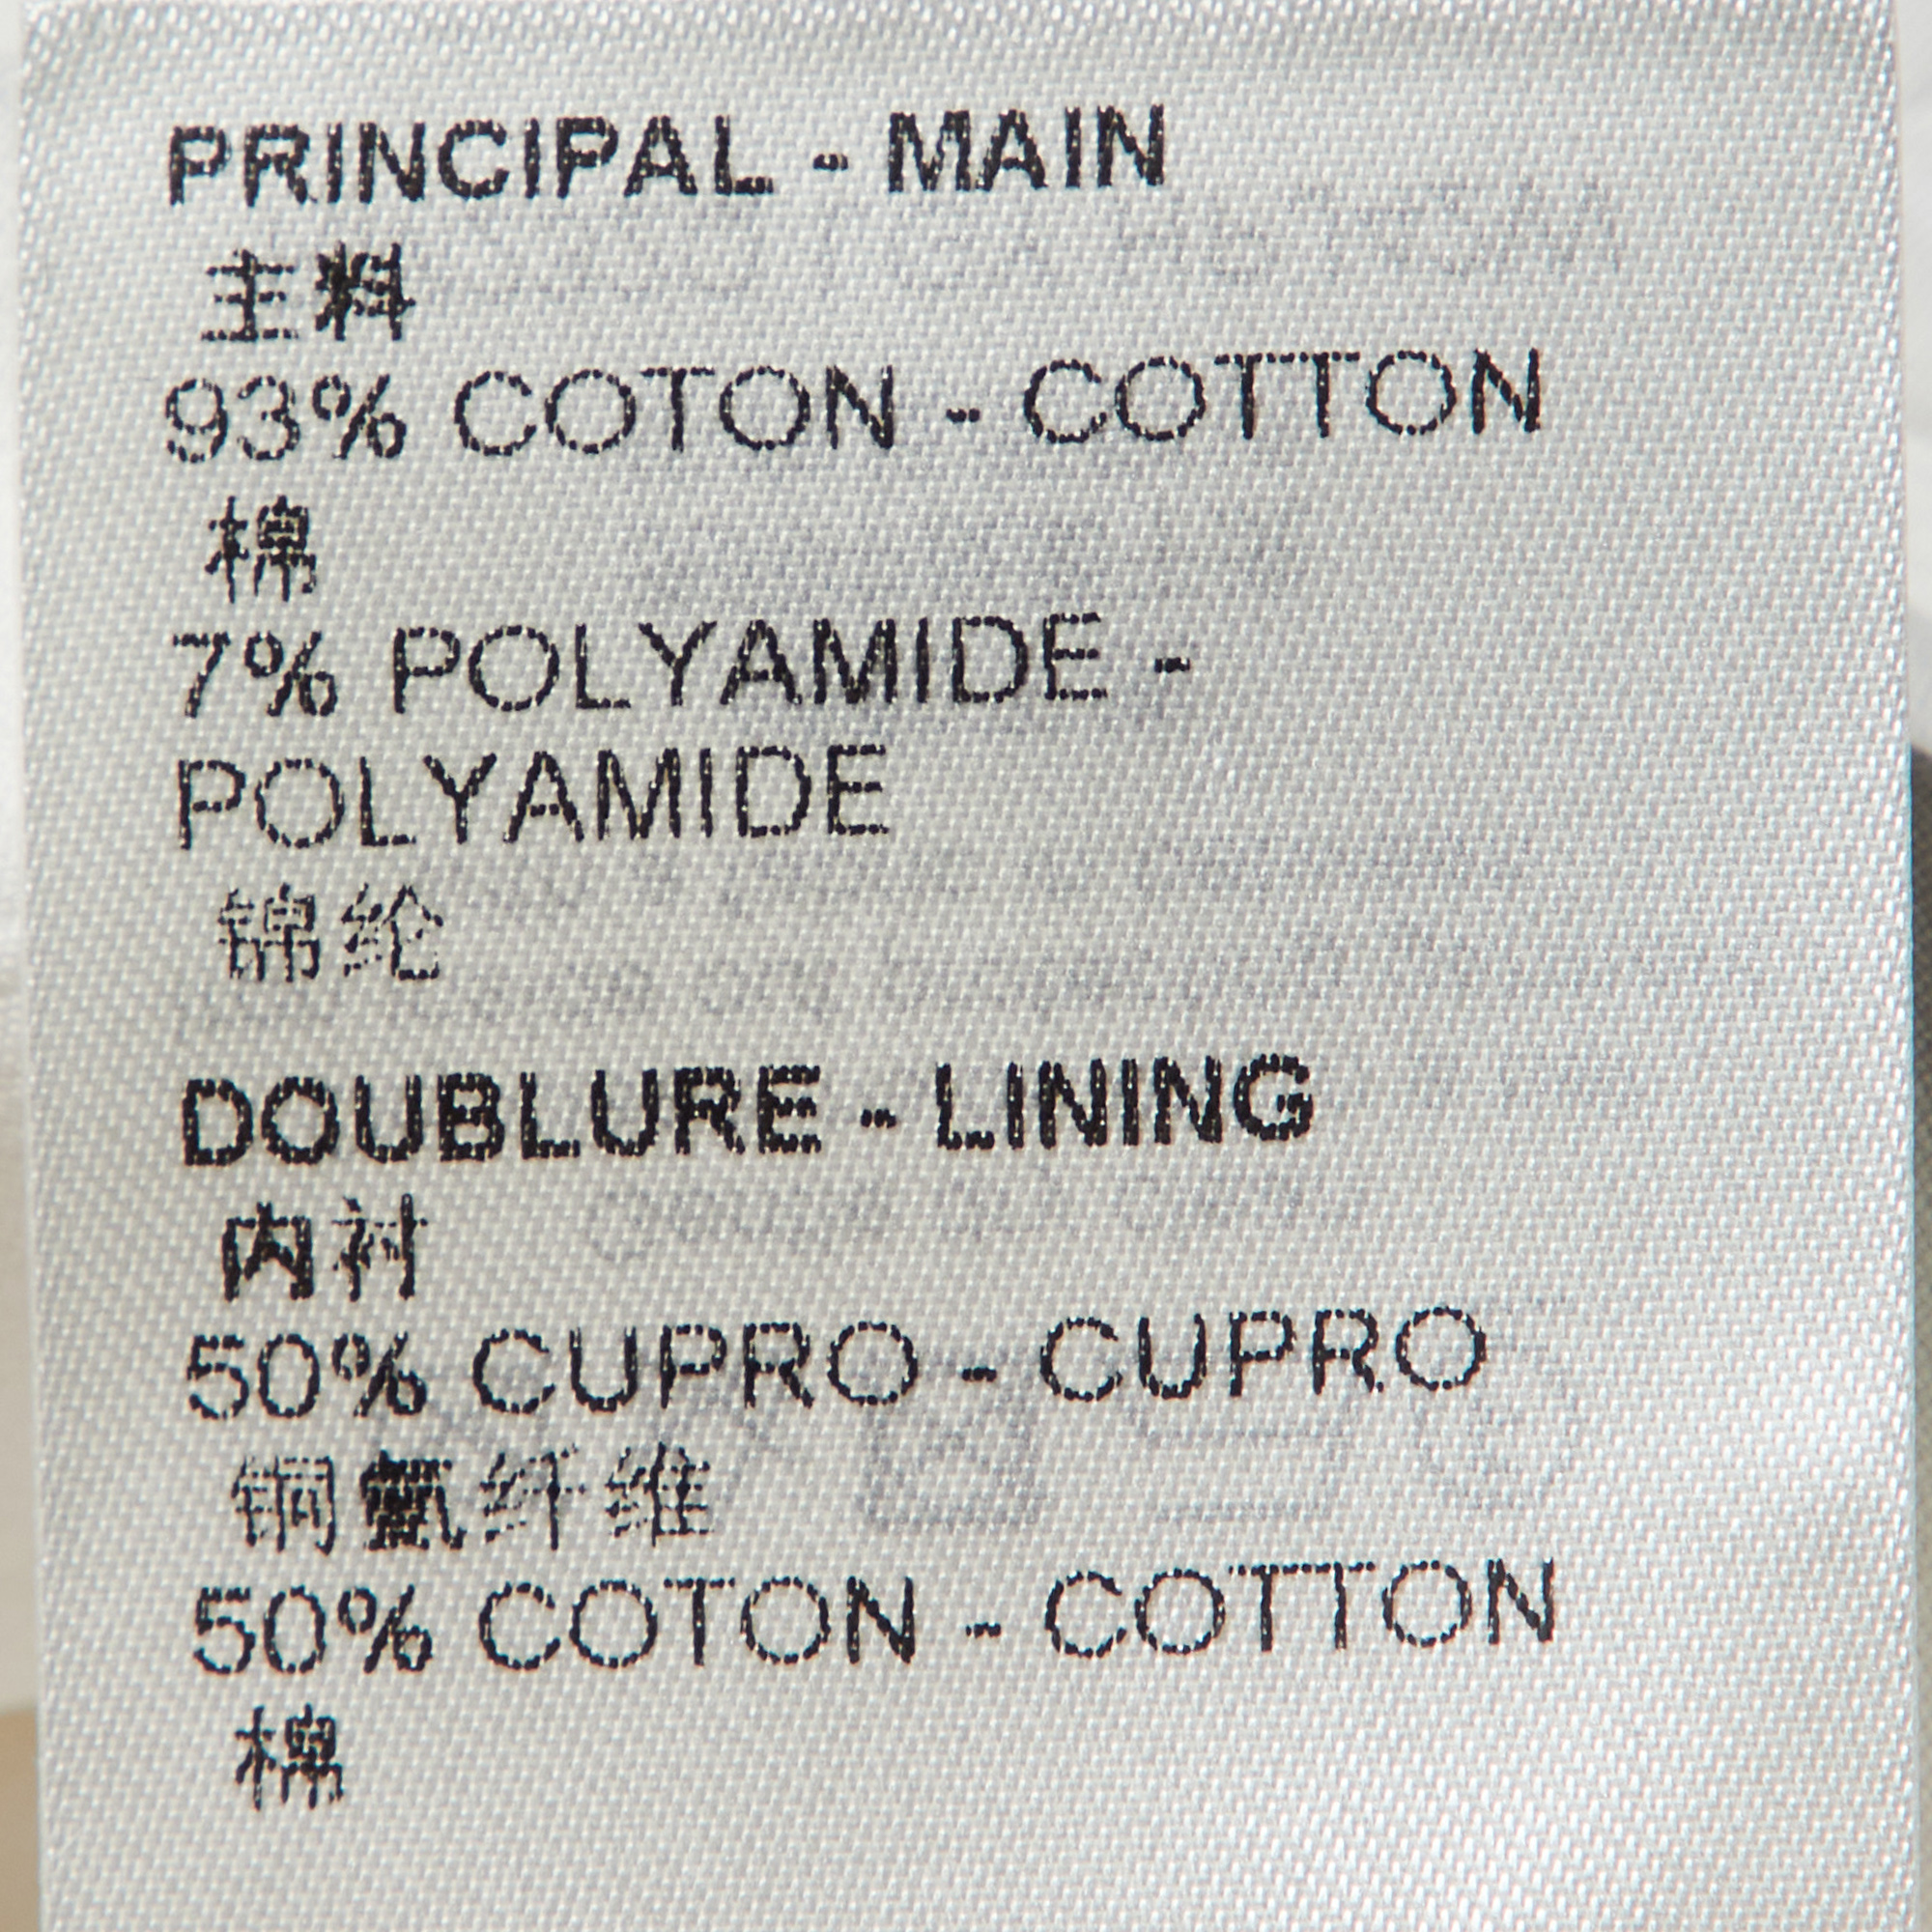 PRINCIPAL - MAIN
主料
93% COTON - COTTON
棉
7% POLYAMIDE -
POLYAMIDE
锦纶
DOUBLURE - LINING
内衬
50% CUPRO - CUPRO
铜氨纤维
50% COTON - COTTON
棉